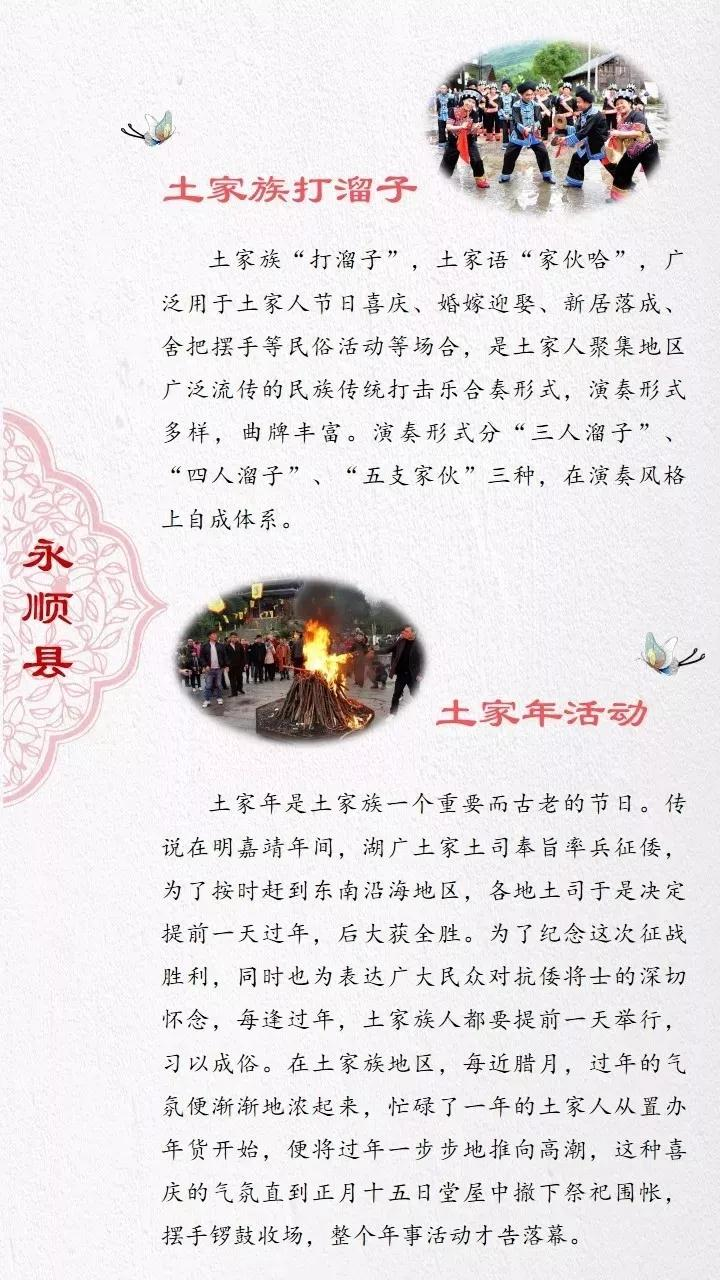 土家族打溜子
土家族“打溜子”，土家语“家伙哈”，广
泛用于土家人节日喜庆、婚嫁迎娶、新居落成、
舍把摆手等民俗活动等场合，是土家人聚集地区
广泛流传的民族传统打击乐合奏形式，演奏形式
多样，曲牌丰富。演奏形式分“三人溜子”、
“四人溜子”、“五支家伙”三种，在演奏风格
上自成体系。
永
顺
县
土家年活动
土家年是土家族一个重要而古老的节日。传
说在明嘉靖年间，湖广土家土司奉旨率兵征倭，
为了按时赶到东南沿海地区，各地土司于是决定
提前一天过年，后大获全胜。为了纪念这次征战
胜利，同时也为表达广大民众对抗倭将士的深切
怀念，每逢过年，土家族人都要提前一天举行，
习以成俗。在土家族地区，每近腊月，过年的气
氛便渐渐地浓起来，忙碌了一年的土家人从置办
年货开始，便将过年一步步地推向高潮，这种喜
庆的气氛直到正月十五日堂屋中撤下祭祀围帐，
摆手锣鼓收场，整个年事活动才告落幕。